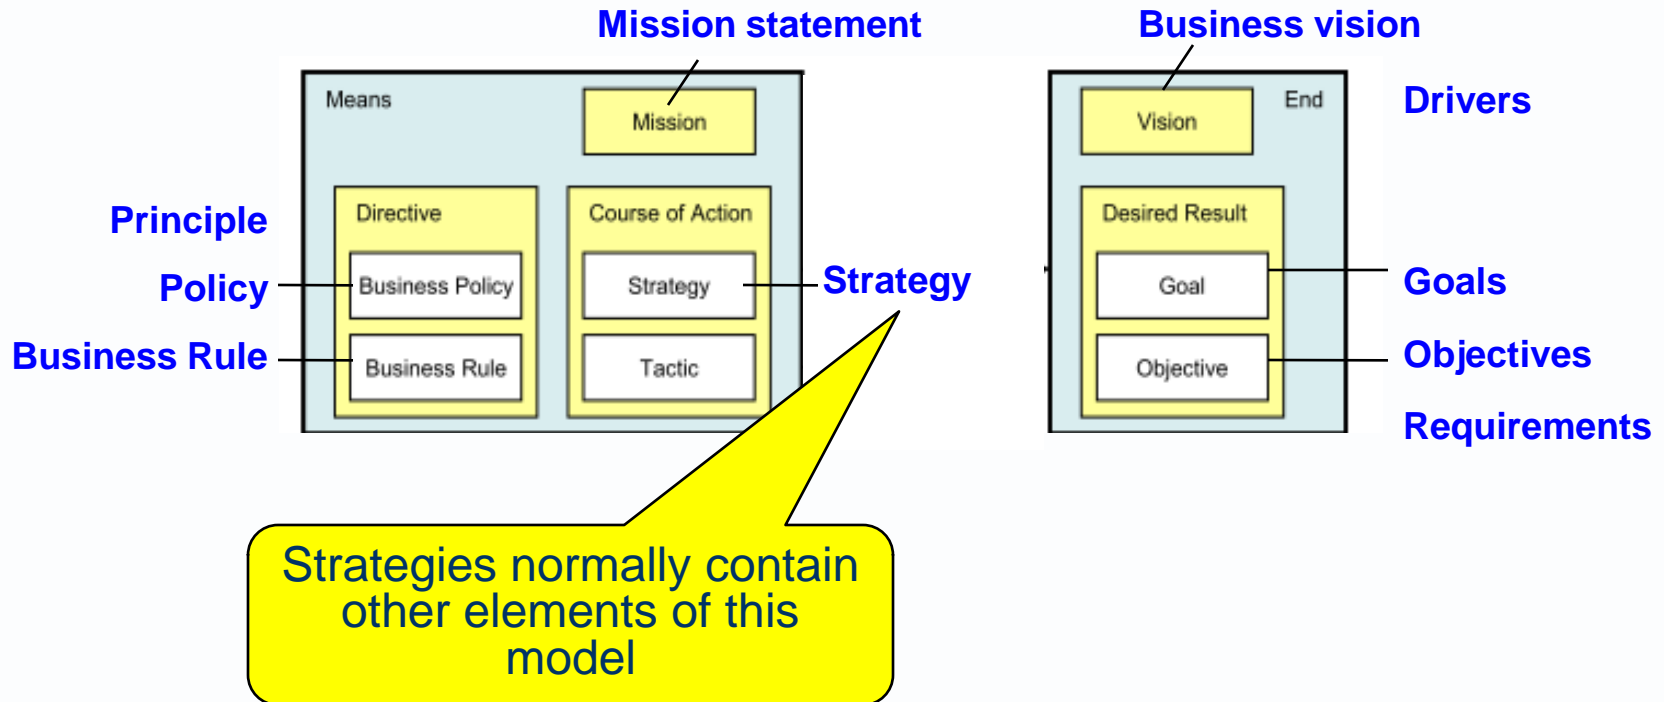 Mission statement
Business vision
Means
Mission
Vision
End
Drivers
Principle
Directive
Course of Action
Desired Result
Policy
Business Policy
Strategy
Strategy
Goal
Goals
Business Rule
Business Rule
Tactic
Objective
Objectives
Requirements
Strategies normally contain
other elements of this
model